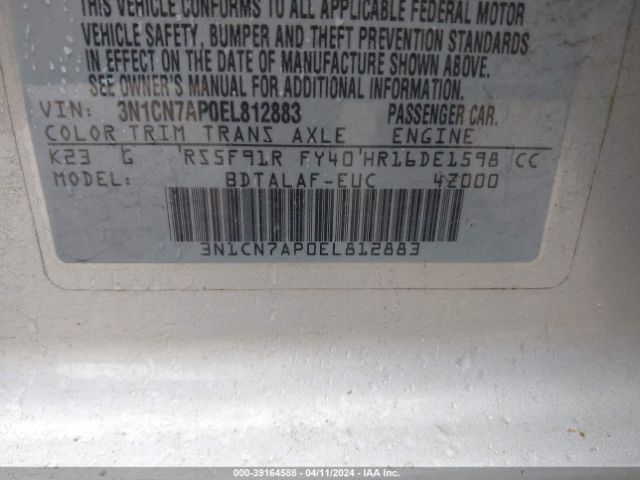 THIS VEHICLE CONFORMS TO ALL APPLICABLE FEDERAL MOTOR
VEHICLE SAFETY, BUMPER AND THEFT PREVENTION STANDARDS
IN EFFECT ON THE DATE OF MANUFACTURE SHOWN ABOVE.
SEE OWNER'S MANUAL FOR ADDITIONAL INFORMATION.
VIN: 3N1CN7AP0EL812883 PASSENGER CAR.
COLOR TRIM TRANS AXLE ENGINE
K23 G 'RS5F91R FY40'HR16DE1598 CC
MODEL: BDTALAF-EUC 4Z000
3N1CN7AP0EL812883
000-39164588 - 04/11/2024 - IAA, Inc.